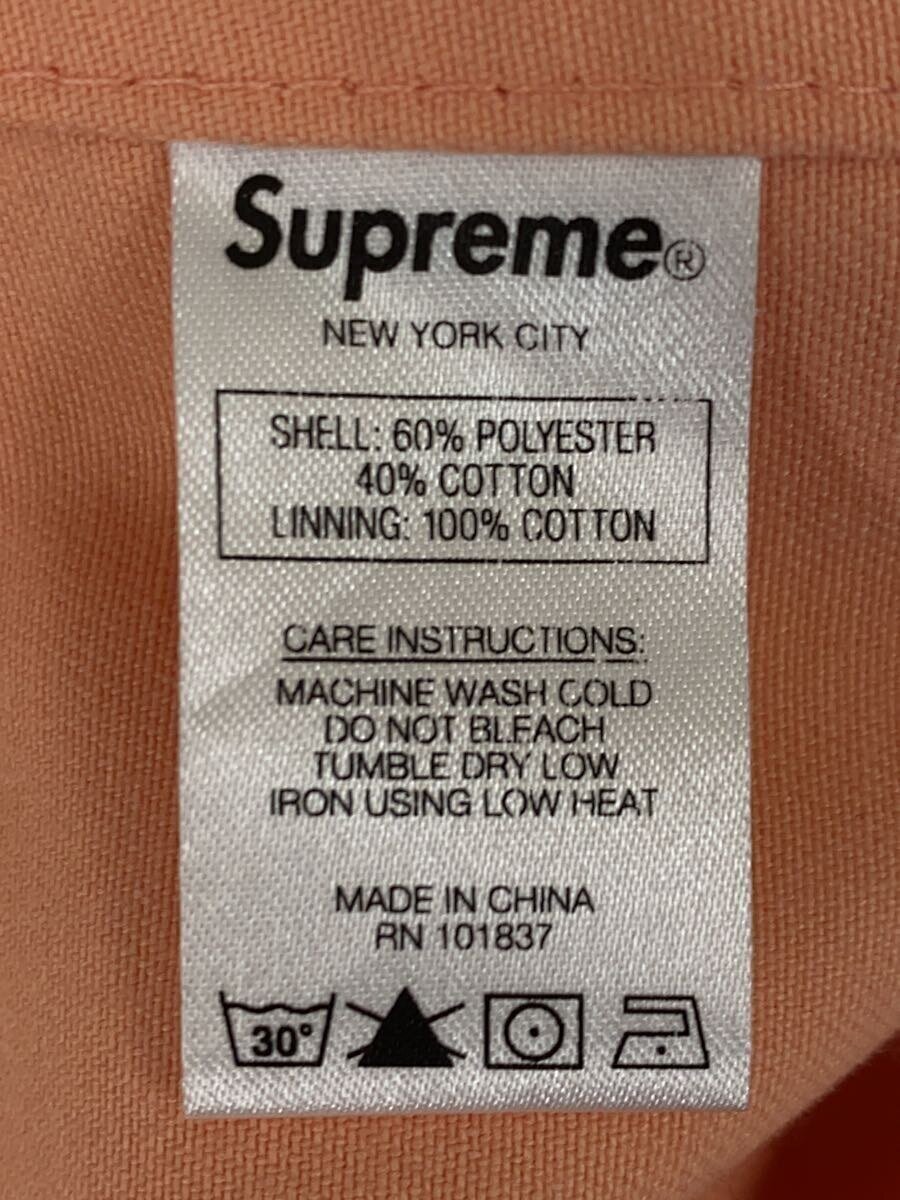 Supreme®
NEW YORK CITY
SHELL: 60% POLYESTER
40% COTTON
LINNING: 100% COTTON
CARE INSTRUCTIONS:
MACHINE WASH COLD
DO NOT BLEACH
TUMBLE DRY LOW
IRON USING LOW HEAT
MADE IN CHINA
RN 101837
30°